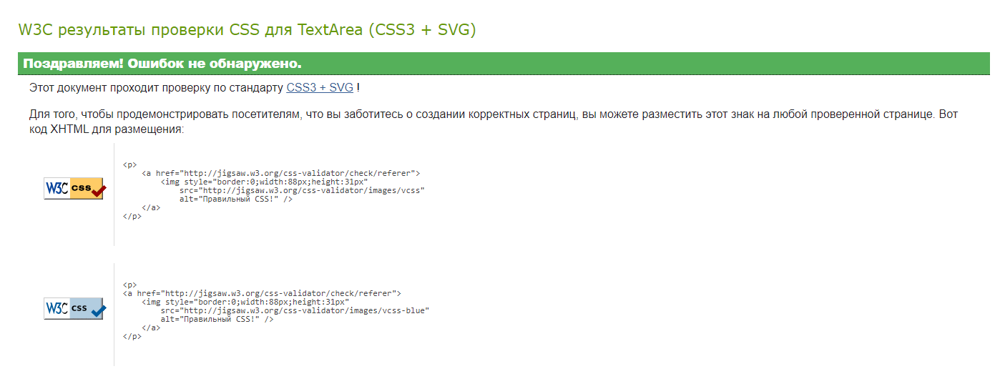 W3C результаты проверки CSS для TextArea (CSS3 + SVG)
Поздравляем! Ошибок не обнаружено.
Этот документ проходит проверку по стандарту CSS3 + SVG !
Для того, чтобы продемонстрировать посетителям, что вы заботитесь о создании корректных страниц, вы можете разместить этот знак на любой проверенной странице. Вот
код XHTML для размещения:
W3C css
<p>
    <a href="http://jigsaw.w3.org/css-validator/check/referer">
        <img style="border:0;width:88px;height:31px"
            src="http://jigsaw.w3.org/css-validator/images/vcss"
            alt="Правильный CSS!" />
    </a>
</p>
W3C css
<p>
<a href="http://jigsaw.w3.org/css-validator/check/referer">
    <img style="border:0;width:88px;height:31px"
        src="http://jigsaw.w3.org/css-validator/images/vcss-blue"
        alt="Правильный CSS!" />
    </a>
</p>